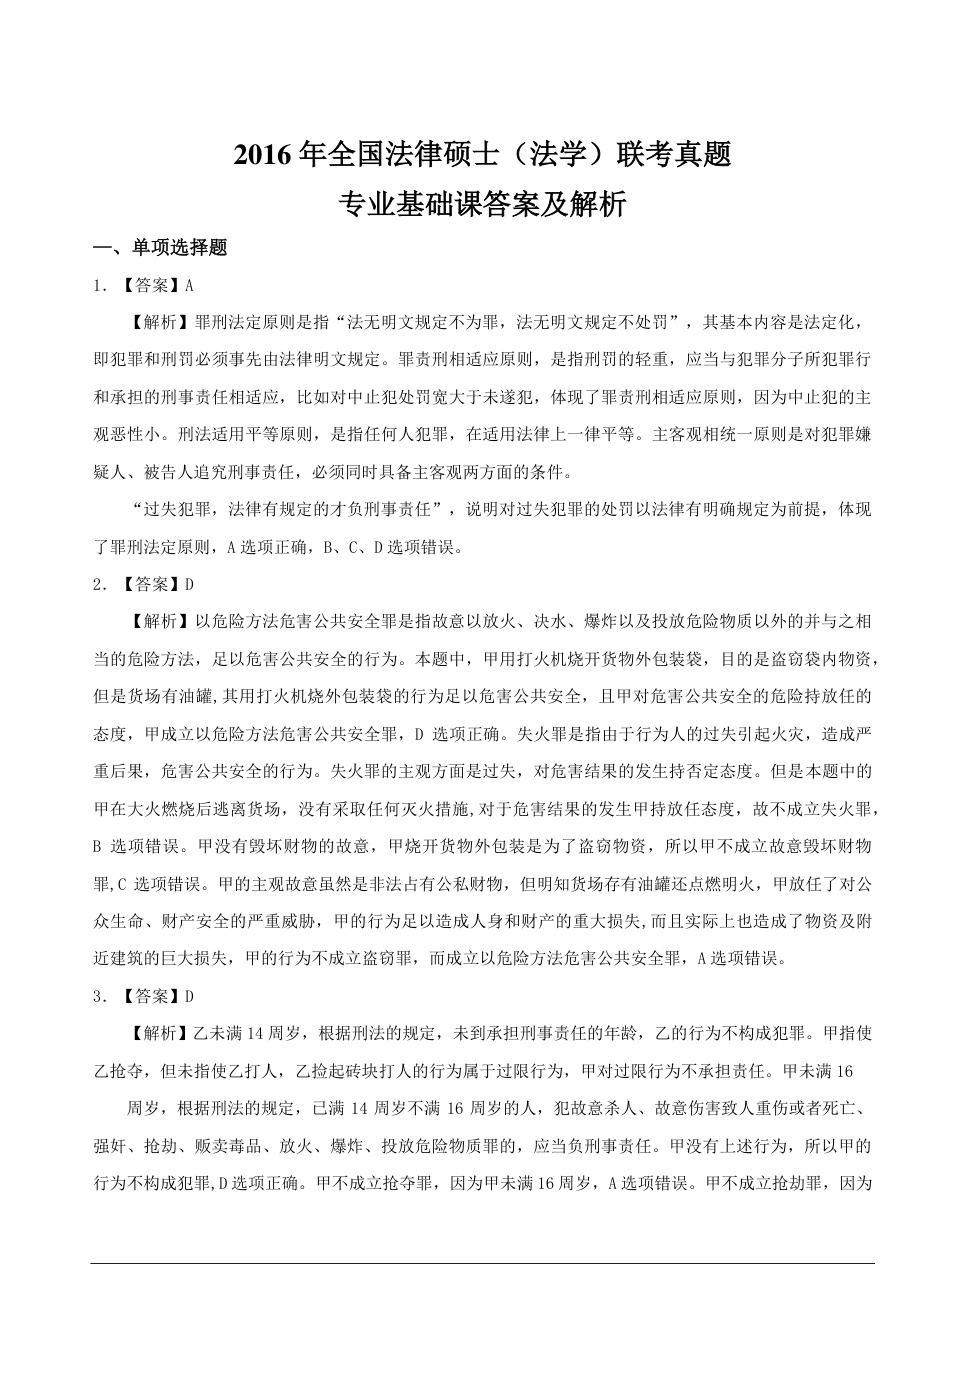 2016 年全国法律硕士（法学）联考真题
专业基础课答案及解析
一、单项选择题
1．【答案】A
【解析】罪刑法定原则是指“法无明文规定不为罪，法无明文规定不处罚”，其基本内容是法定化，
即犯罪和刑罚必须事先由法律明文规定。罪责刑相适应原则，是指刑罚的轻重，应当与犯罪分子所犯罪行
和承担的刑事责任相适应，比如对中止犯处罚宽大于未遂犯，体现了罪责刑相适应原则，因为中止犯的主
观恶性小。刑法适用平等原则，是指任何人犯罪，在适用法律上一律平等。主客观相统一原则是对犯罪嫌
疑人、被告人追究刑事责任，必须同时具备主客观两方面的条件。
“过失犯罪，法律有规定的才负刑事责任”，说明对过失犯罪的处罚以法律有明确规定为前提，体现
了罪刑法定原则，A 选项正确，B、C、D 选项错误。
2．【答案】D
【解析】以危险方法危害公共安全罪是指故意以放火、决水、爆炸以及投放危险物质以外的并与之相
当的危险方法，足以危害公共安全的行为。本题中，甲用打火机烧开货物外包装袋，目的是盗窃袋内物资，
但是货场有油罐,其用打火机烧外包装袋的行为足以危害公共安全，且甲对危害公共安全的危险持放任的
态度，甲成立以危险方法危害公共安全罪，D 选项正确。失火罪是指由于行为人的过失引起火灾，造成严
重后果，危害公共安全的行为。失火罪的主观方面是过失，对危害结果的发生持否定态度。但是本题中的
甲在大火燃烧后逃离货场，没有采取任何灭火措施,对于危害结果的发生甲持放任态度，故不成立失火罪，
B 选项错误。甲没有毁坏财物的故意，甲烧开货物外包装是为了盗窃物资，所以甲不成立故意毁坏财物
罪,C 选项错误。甲的主观故意虽然是非法占有公私财物，但明知货场存有油罐还点燃明火，甲放任了对公
众生命、财产安全的严重威胁，甲的行为足以造成人身和财产的重大损失,而且实际上也造成了物资及附
近建筑的巨大损失，甲的行为不成立盗窃罪，而成立以危险方法危害公共安全罪，A 选项错误。
3．【答案】D
【解析】乙未满 14 周岁，根据刑法的规定，未到承担刑事责任的年龄，乙的行为不构成犯罪。甲指使
乙抢夺，但未指使乙打人，乙捡起砖块打人的行为属于过限行为，甲对过限行为不承担责任。甲未满 16
周岁，根据刑法的规定，已满 14 周岁不满 16 周岁的人，犯故意杀人、故意伤害致人重伤或者死亡、
强奸、抢劫、贩卖毒品、放火、爆炸、投放危险物质罪的，应当负刑事责任。甲没有上述行为，所以甲的
行为不构成犯罪,D 选项正确。甲不成立抢夺罪，因为甲未满 16 周岁，A 选项错误。甲不成立抢劫罪，因为